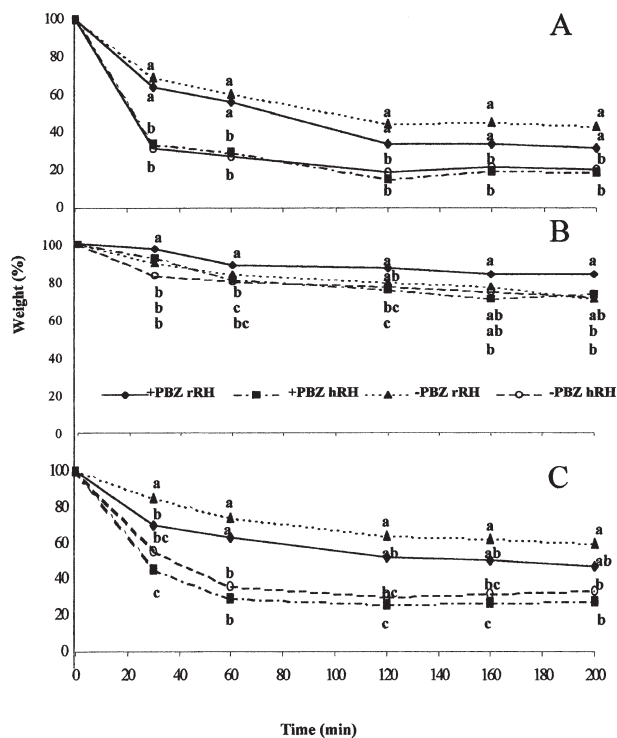 A
100
80
60
40
20
0
a a a a a
a a a a a
b b b b b
b b b b b
B
100
80
60
40
20
0
a a a a a
ab
b b bc ab ab
b c c ab b
b bc b b
+PBZ rRH +PBZ hRH -PBZ rRH -PBZ hRH
C
100
80
60
40
20
0
a a a a a
b a ab ab ab
bc b bc bc b
c b c c b
0 20 40 60 80 100 120 140 160 180 200
Weight (%)
Time (min)